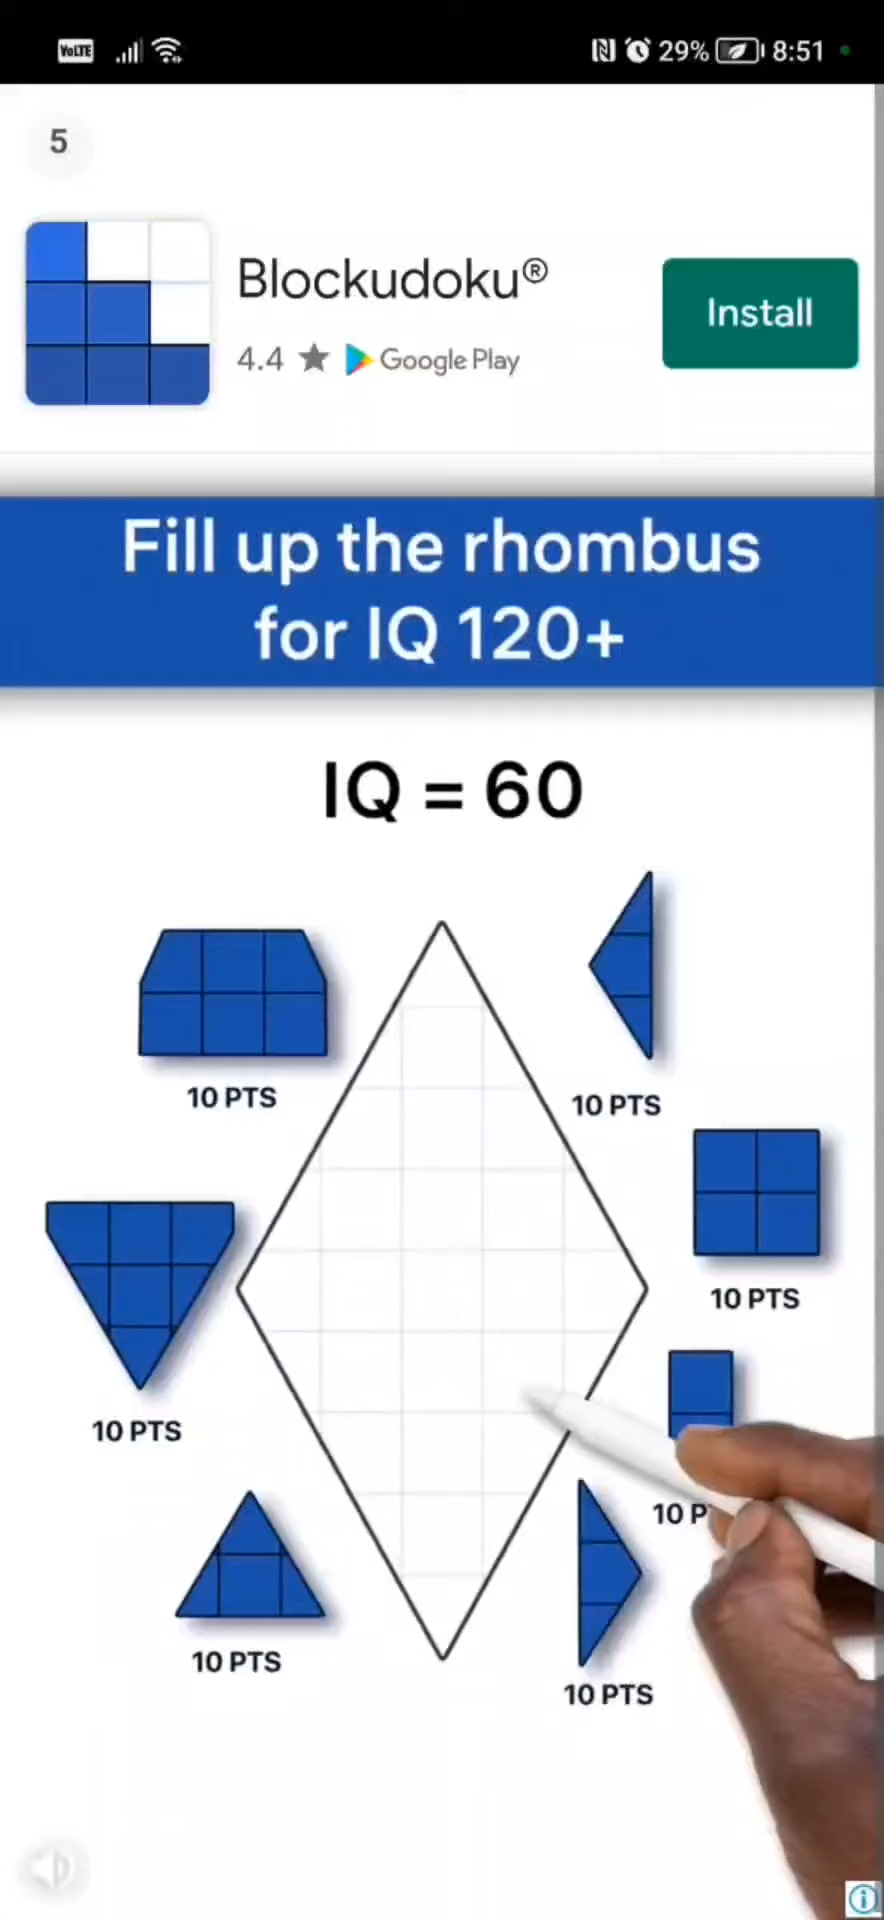 VoLTE
29% 8:51
5
Blockudoku®
4.4 ★ Google Play
Install
Fill up the rhombus
for IQ 120+
IQ = 60
10 PTS
10 PTS
10 PTS
10 PTS
10 P
10 PTS
10 PTS